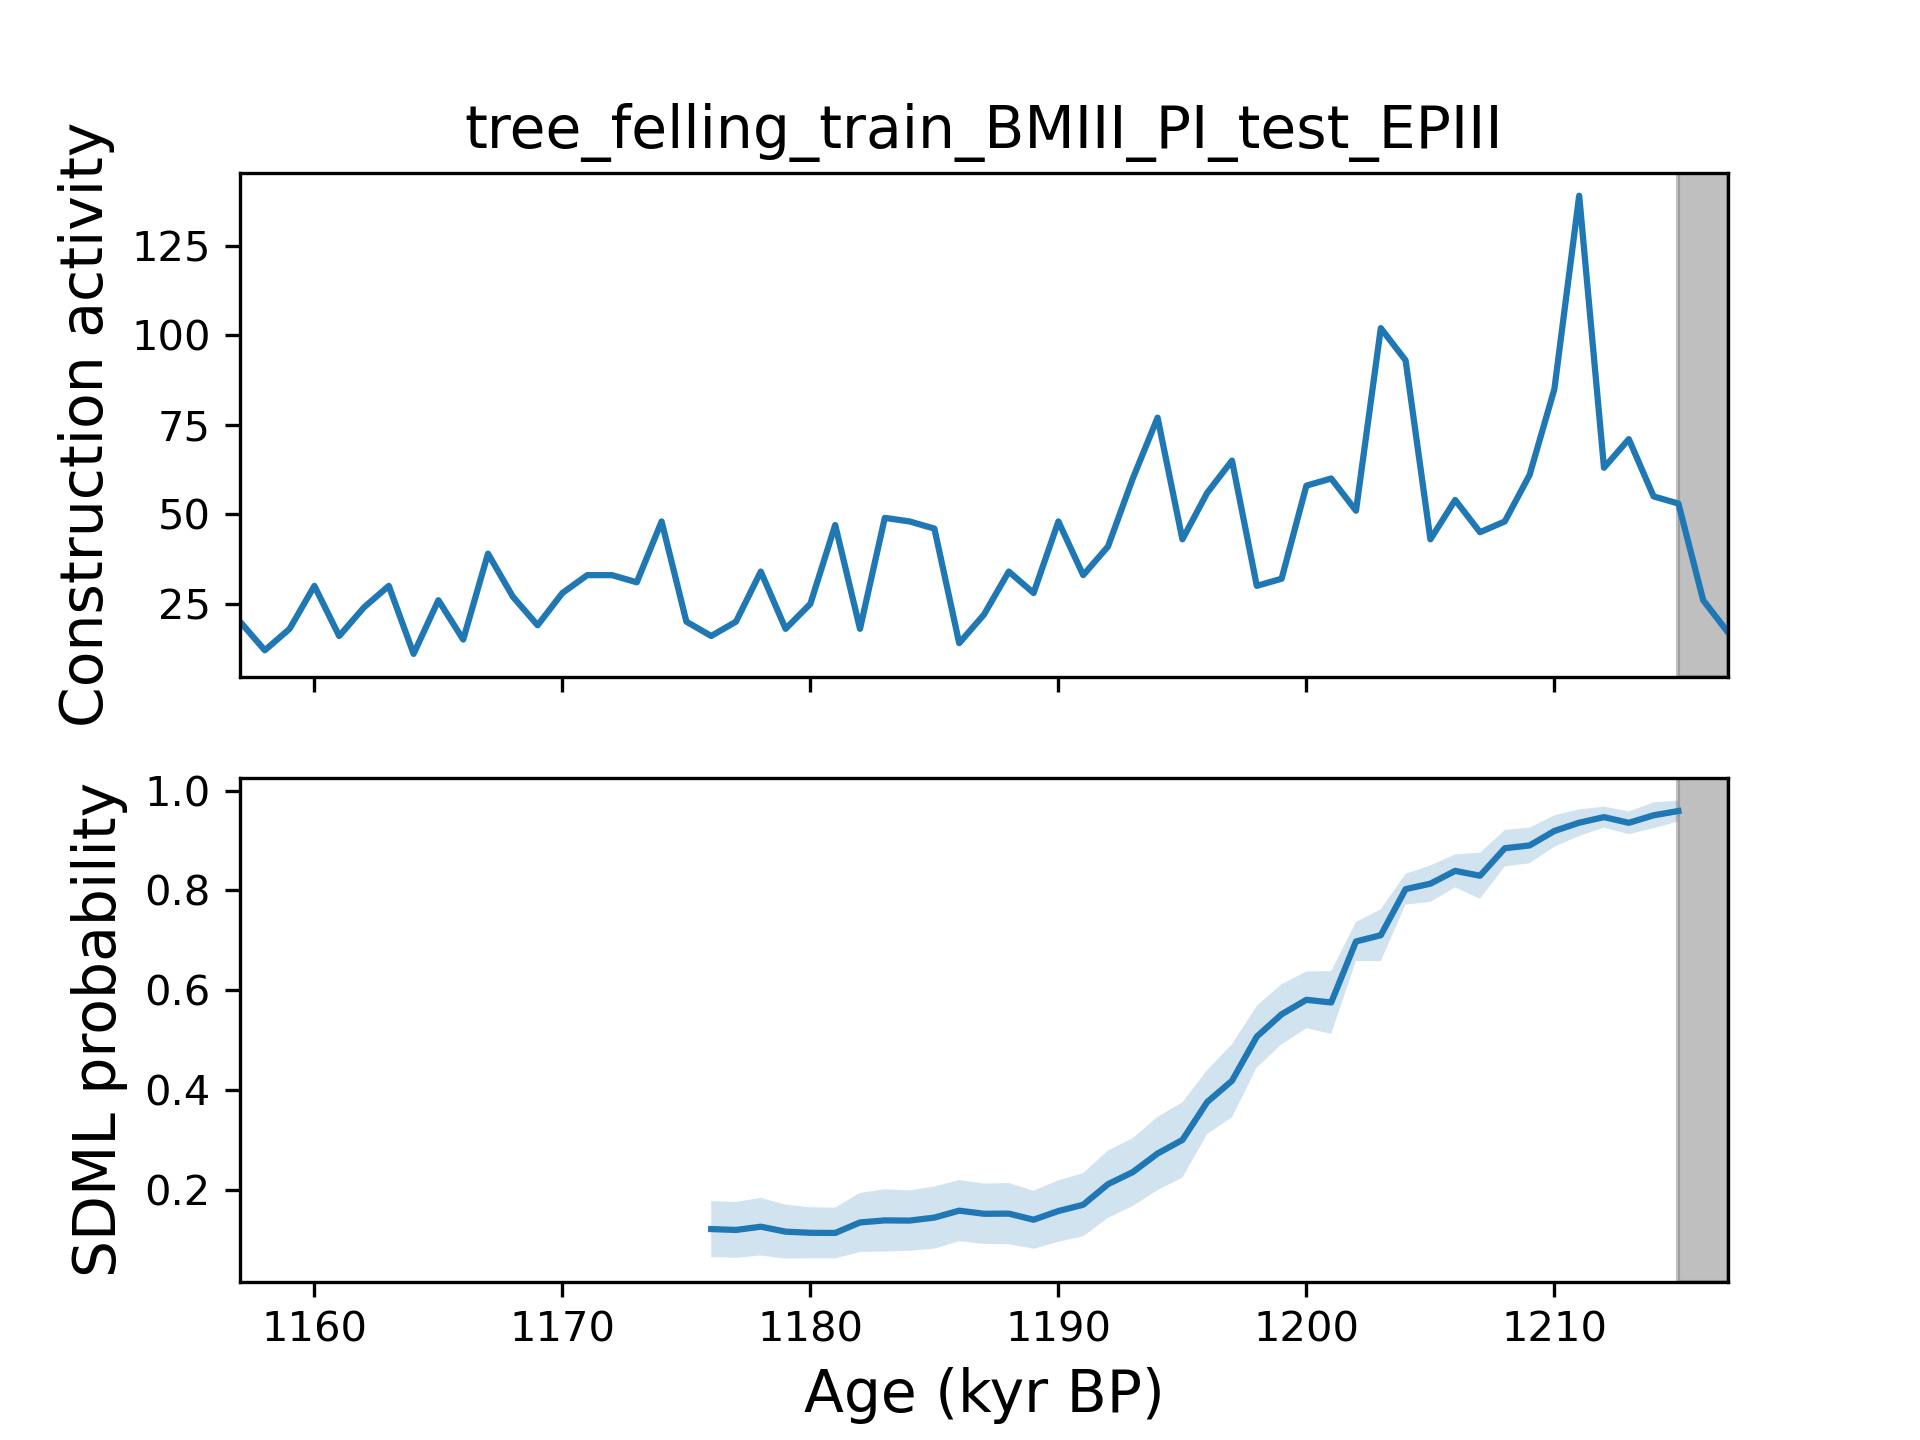 tree_felling_train_BMIII_PI_test_EPIII
Construction activity
125
100
75
50
25
SDML probability
1.0
0.8
0.6
0.4
0.2
1160 1170 1180 1190 1200 1210
Age (kyr BP)